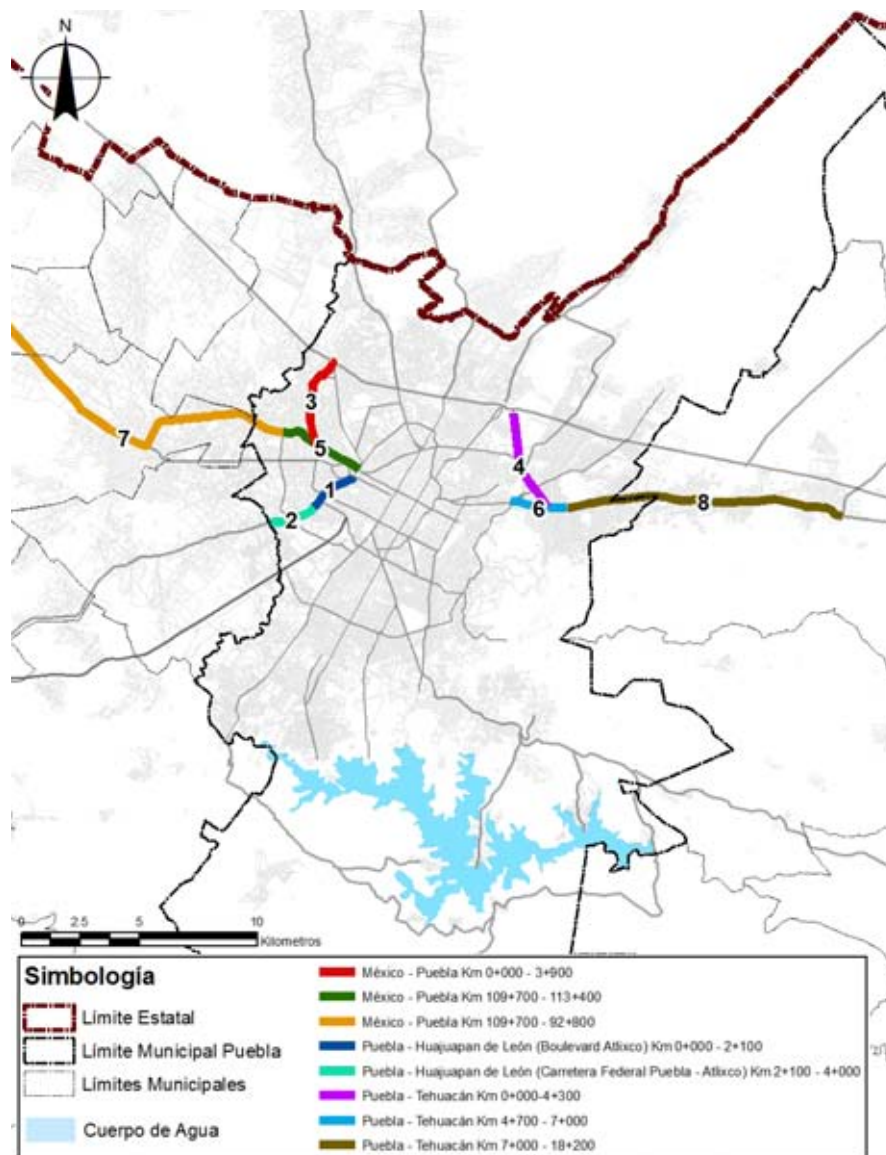 N
3
7
5
4
1
6
8
2
0 2.5 5 10
Kilometros
Simbología
Límite Estatal
Límite Municipal Puebla
Límites Municipales
Cuerpo de Agua
México - Puebla Km 0+000 - 3+900
México - Puebla Km 109+700 - 113+400
México - Puebla Km 109+700 - 92+800
Puebla - Huajuapan de León (Boulevard Atlixco) Km 0+000 - 2+100
Puebla - Huajuapan de León (Carretera Federal Puebla - Atlixco) Km 2+100 - 4+000
Puebla - Tehuacán Km 0+000-4+300
Puebla - Tehuacán Km 4+700 - 7+000
Puebla - Tehuacán Km 7+000 - 18+200